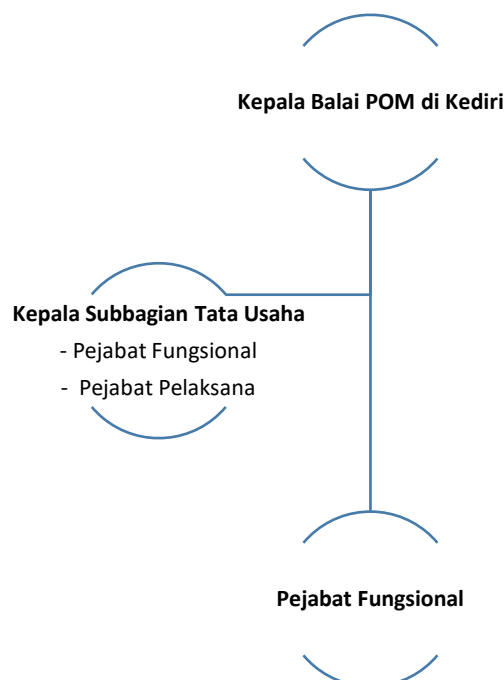 Kepala Balai POM di Kediri
Kepala Subbagian Tata Usaha
- Pejabat Fungsional
- Pejabat Pelaksana
Pejabat Fungsional